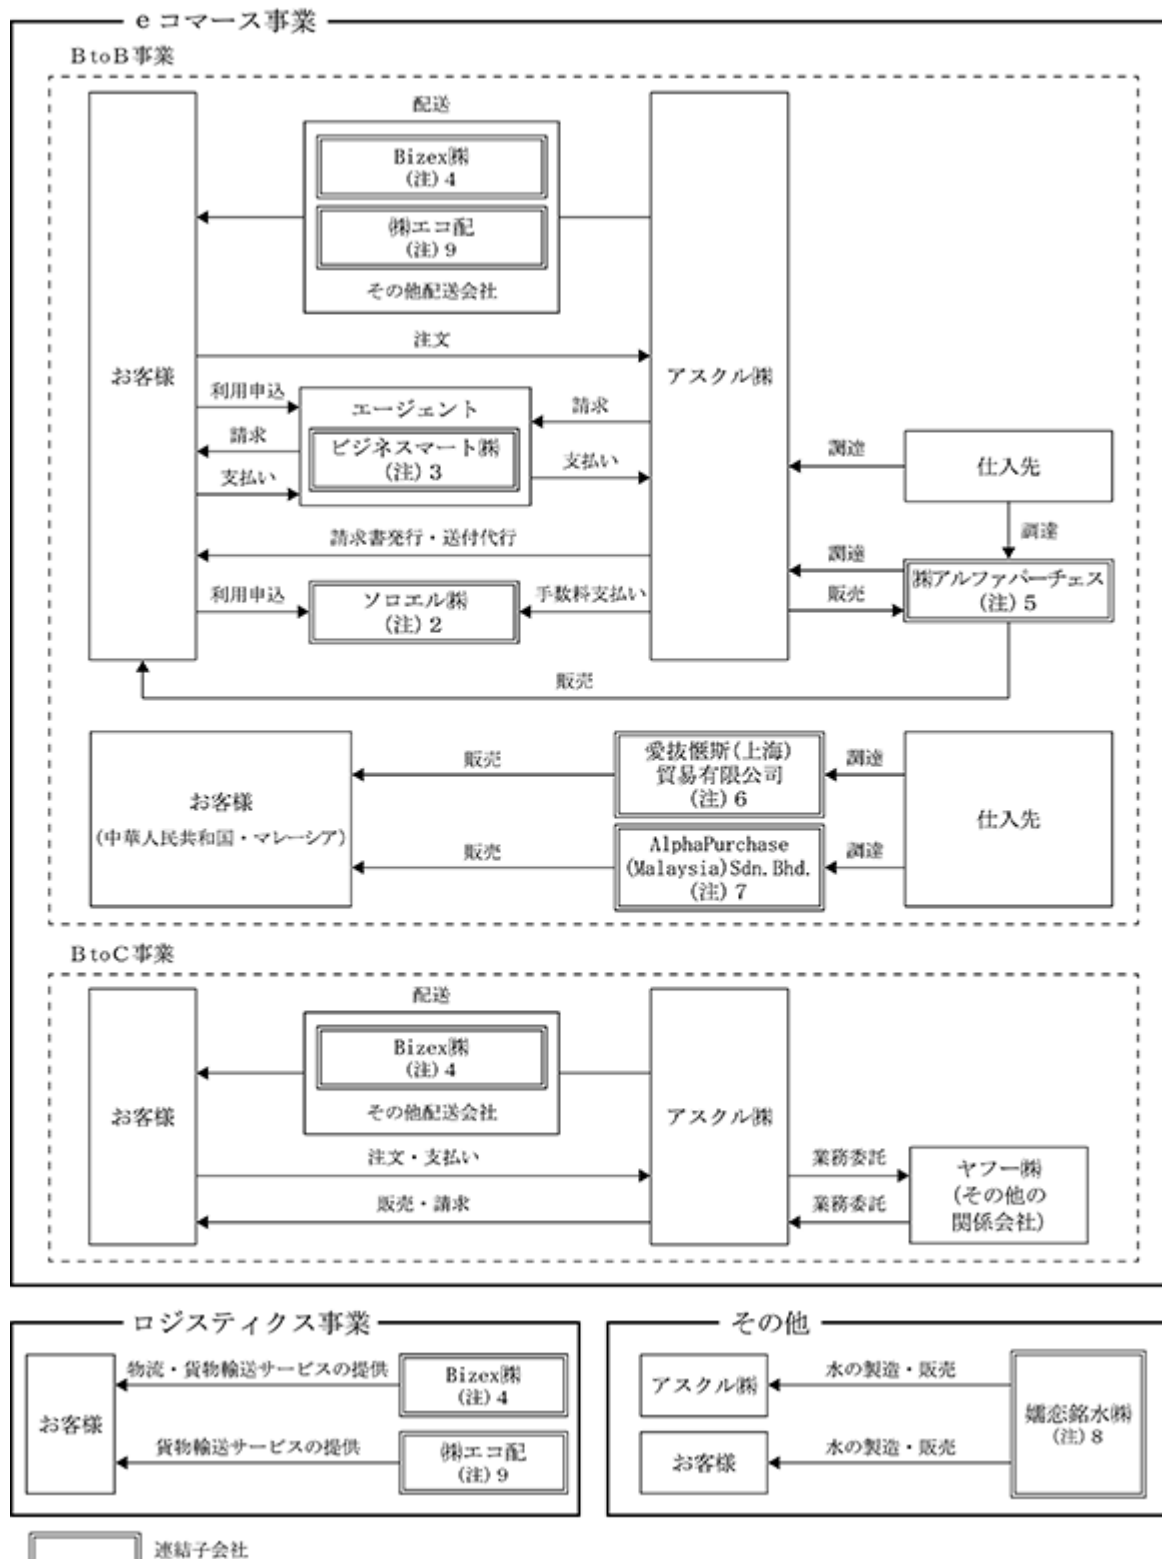 eコマース事業
BtoB事業
配送
Bizex㈱
(注)4
㈱エコ配
(注)9
その他配送会社
注文
お客様
アスクル㈱
利用申込
エージェント
請求
請求
ビジネスマート㈱
(注)3
支払い
支払い
調達
仕入先
調達
請求書発行・送付代行
調達
㈱アルファパーチェス
(注)5
販売
利用申込
ソロエル㈱
(注)2
手数料支払い
販売
お客様
(中華人民共和国・マレーシア)
販売
(上海)
貿易有限公司
(注)6
調達
仕入先
販売
AlphaPurchase
(Malaysia)Sdn.Bhd.
(注)7
調達
BtoC事業
配送
Bizex㈱
(注)4
その他配送会社
お客様
アスクル㈱
注文・支払い
販売・請求
業務委託
業務委託
ヤフー㈱
(その他の
関係会社)
ロジスティクス事業
お客様
物流・貨物輸送サービスの提供
Bizex㈱
(注)4
貨物輸送サービスの提供
㈱エコ配
(注)9
その他
アスクル㈱
水の製造・販売
嬬恋銘水㈱
(注)8
お客様
水の製造・販売
連結子会社